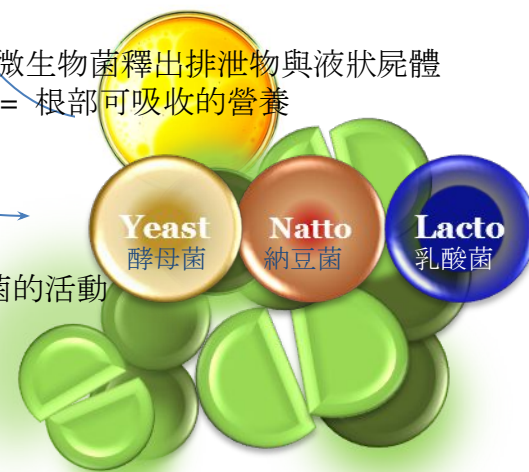 微生物菌釋出排泄物與液狀屍體
= 根部可吸收的營養
Yeast Natto Lacto
酵母菌 納豆菌 乳酸菌
菌的活動